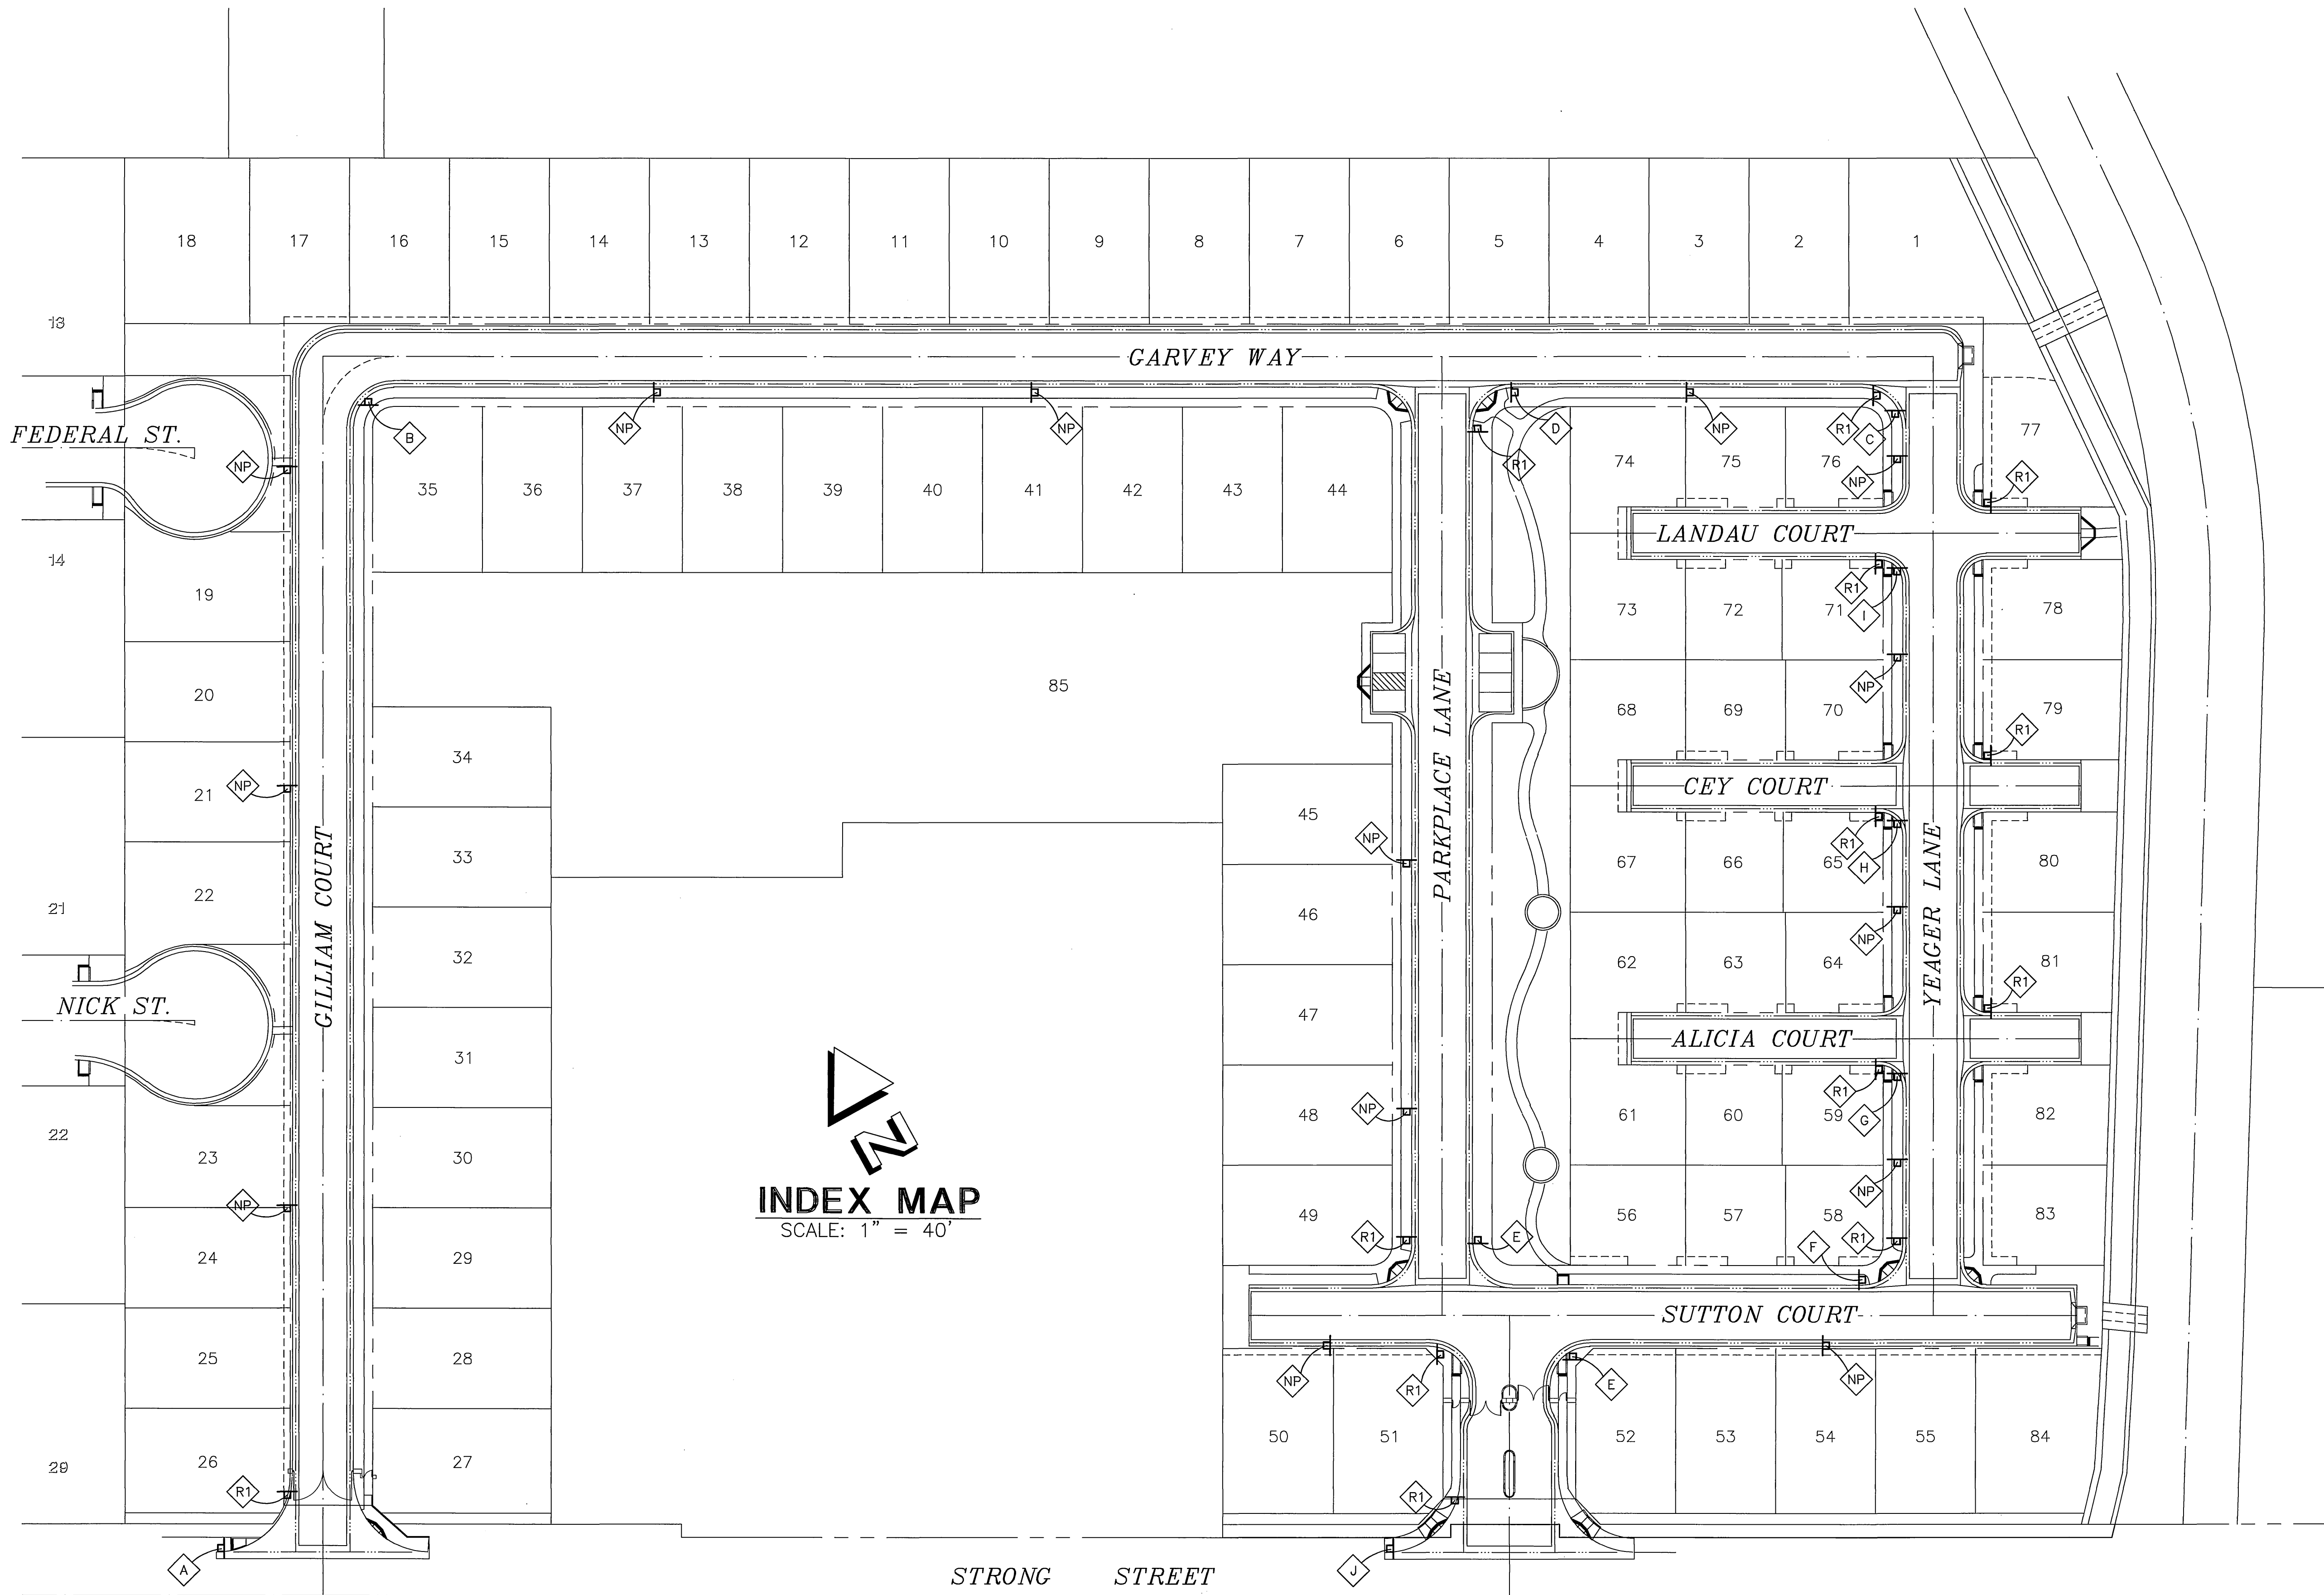 18 17 16 15 14 13 12 11 10 9 8 7 6 5 4 3 2 1
13
GARVEY WAY
FEDERAL ST.
NP B NP NP D NP R1 C
R1
NP 77
R1
35 36 37 38 39 40 41 42 43 44 74 75 76
LANDAU COURT
14
19
73 72 71 78
R1
I
20
85
NP
68 69 70 79
R1
34
PARKPLACE LANE
NP 21
CEY COURT
45
NP
33
67 66 65 80
R1
H
GILLIAM COURT
22
21
46
YEAGER LANE
NP
32
62 63 64 81
R1
NICK ST.
47
ALICIA COURT
31
R1
48
NP
61 60 59 82
G
22
23
30
N
INDEX MAP
SCALE: 1" = 40'
NP
NP
49
56 57 58 83
R1 E F R1
24
29
SUTTON COURT
25
28
NP R1 E NP
50 51 52 53 54 55 84
29
26
27
R1
R1
A
J
STRONG STREET